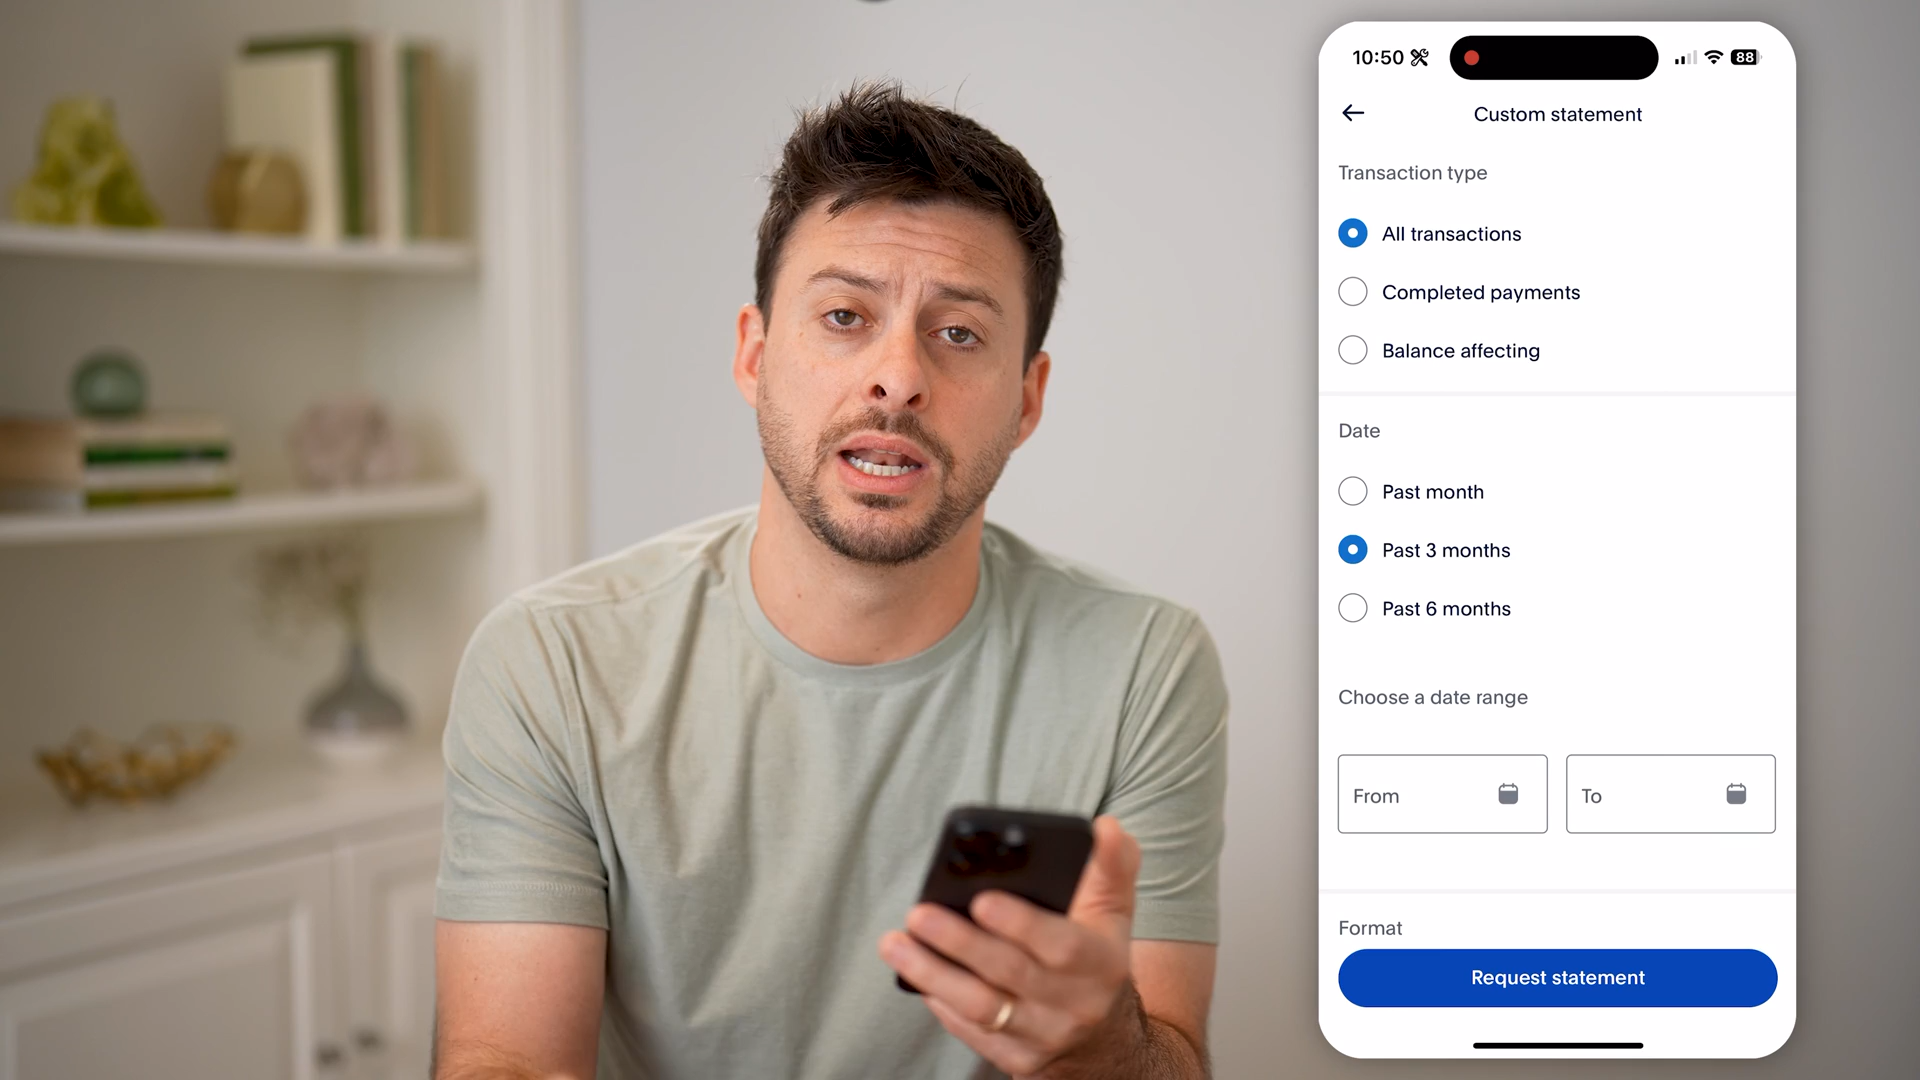 10:50
88
Custom statement
Transaction type
All transactions
Completed payments
Balance affecting
Date
Past month
Past 3 months
Past 6 months
Choose a date range
From
To
Format
Request statement